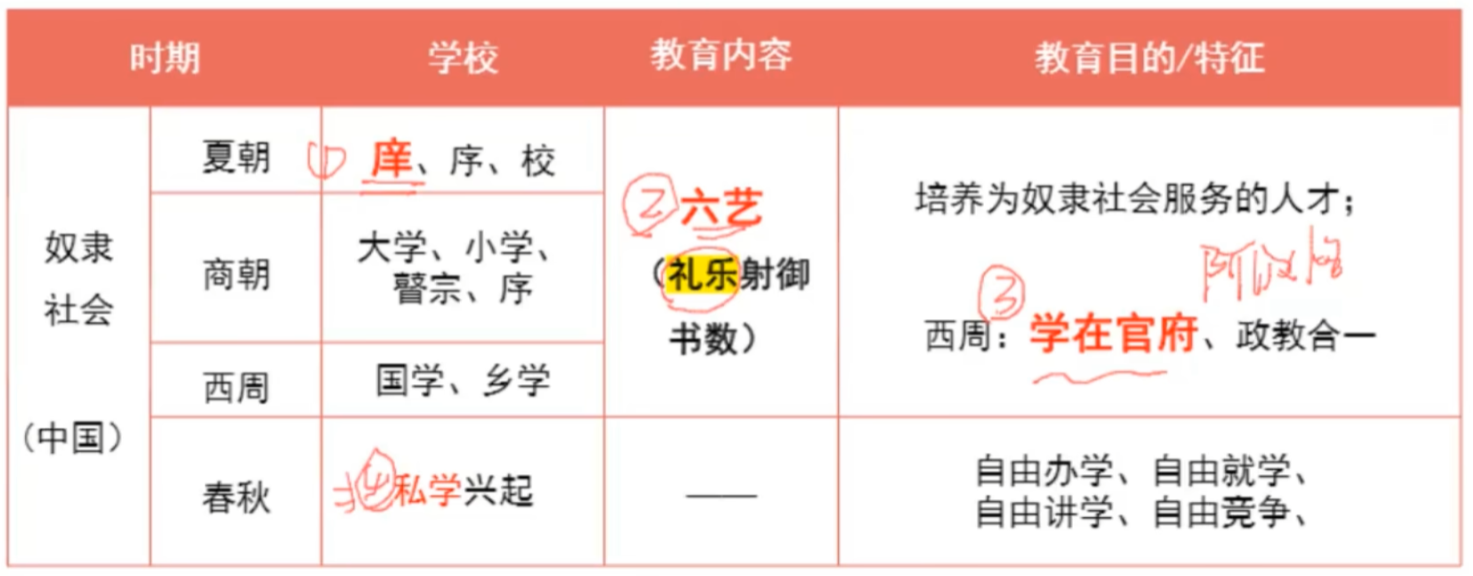 时期 学校 教育内容 教育目的/特征
奴隶
社会
(中国)
夏朝 ① 庠、序、校
商朝 大学、小学、
瞽宗、序
西周 国学、乡学
② 六艺
(礼乐射御
书数)
培养为奴隶社会服务的人才;
③
西周:学在官府、政教合一
春秋 ④ 私学兴起
——
自由办学、自由就学、
自由讲学、自由竞争、